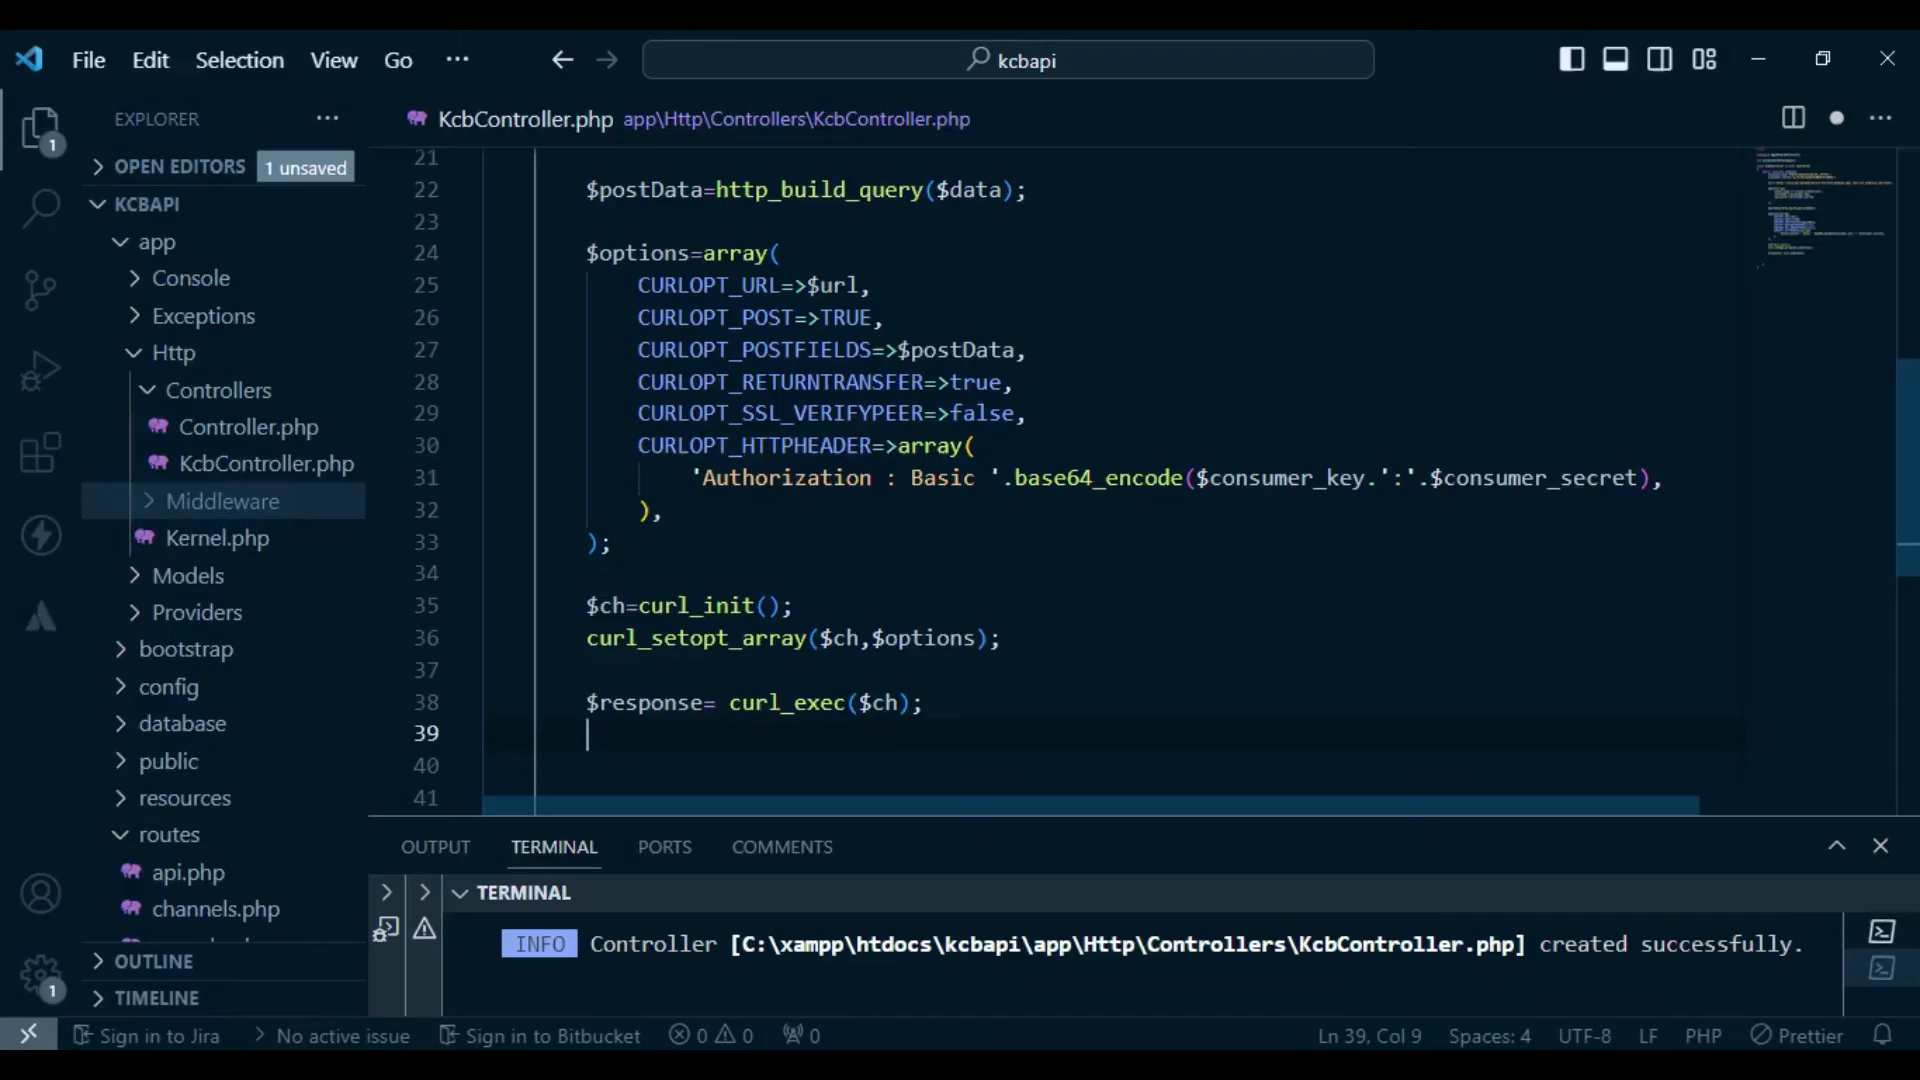 File Edit Selection View Go ··· kcbapi
EXPLORER ···
OPEN EDITORS 1 unsaved
KCBAPI
app
Console
Exceptions
Http
Controllers
Controller.php
KcbController.php
Middleware
Kernel.php
Models
Providers
bootstrap
config
database
public
resources
routes
api.php
channels.php
OUTLINE
TIMELINE
1
1
KcbController.php app\Http\Controllers\KcbController.php
21
22 $postData=http_build_query($data);
23
24 $options=array(
25 CURLOPT_URL=>$url,
26 CURLOPT_POST=>TRUE,
27 CURLOPT_POSTFIELDS=>$postData,
28 CURLOPT_RETURNTRANSFER=>true,
29 CURLOPT_SSL_VERIFYPEER=>false,
30 CURLOPT_HTTPHEADER=>array(
31 'Authorization : Basic '.base64_encode($consumer_key.':'.$consumer_secret),
32 ),
33 );
34
35 $ch=curl_init();
36 curl_setopt_array($ch,$options);
37
38 $response= curl_exec($ch);
39
40
41
OUTPUT TERMINAL PORTS COMMENTS
TERMINAL
INFO Controller [C:\xampp\htdocs\kcbapi\app\Http\Controllers\KcbController.php] created successfully.
Sign in to Jira No active issue Sign in to Bitbucket 0 0 0 Ln 39, Col 9 Spaces: 4 UTF-8 LF PHP Prettier